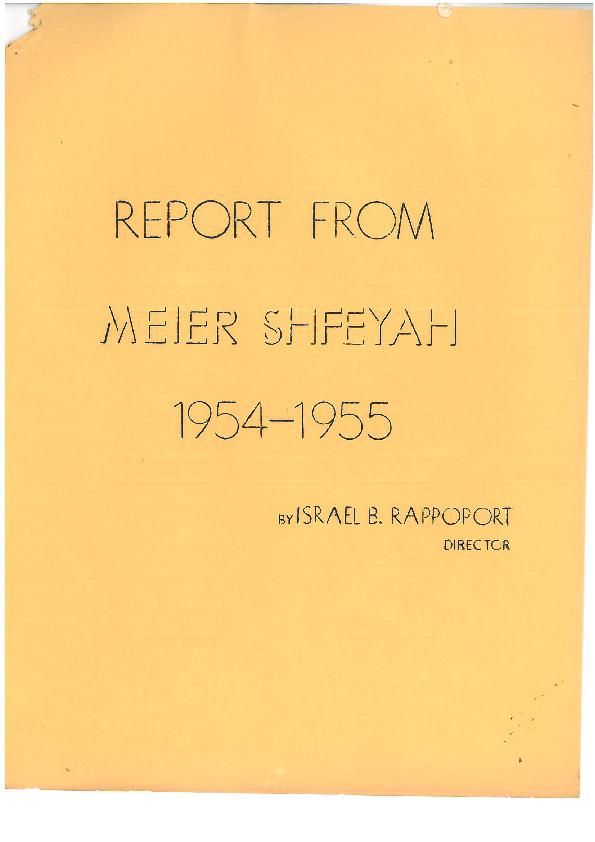 REPORT FROM
MEIER SHFEYAH
1954-1955
BY ISRAEL B. RAPPOPORT
DIRECTOR